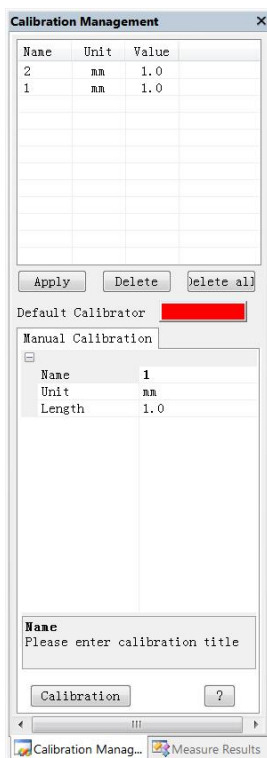 Calibration Management
Name Unit Value
2 mm 1.0
1 mm 1.0
Apply Delete Delete all
Default Calibrator
Manual Calibration
Name 1
Unit mm
Length 1.0
Name
Please enter calibration title
Calibration ?
Calibration Manag... Measure Results